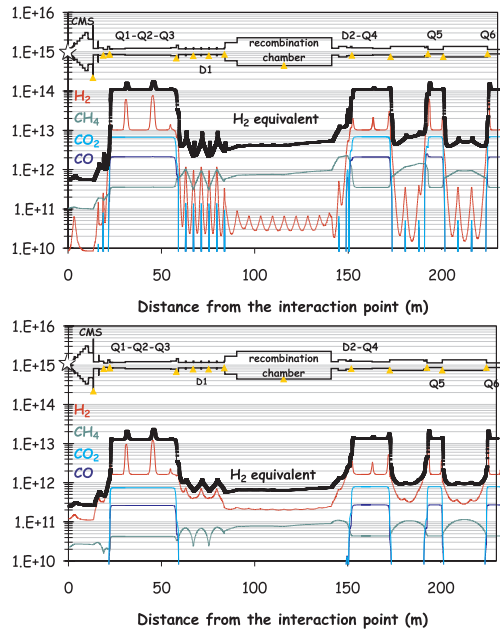 1.E+16
CMS
Q1-Q2-Q3
D2-Q4
Q5
Q6
1.E+15
recombination
chamber
D1
1.E+14
H2
H2 equivalent
1.E+13
CH4
CO2
1.E+12
CO
1.E+11
1.E+10
0 50 100 150 200
Distance from the interaction point (m)
1.E+16
CMS
Q1-Q2-Q3
D2-Q4
1.E+15
recombination
chamber
D1
Q5
Q6
1.E+14
H2
CH4
1.E+13
CO2
H2 equivalent
CO
1.E+12
1.E+11
1.E+10
0 50 100 150 200
Distance from the interaction point (m)